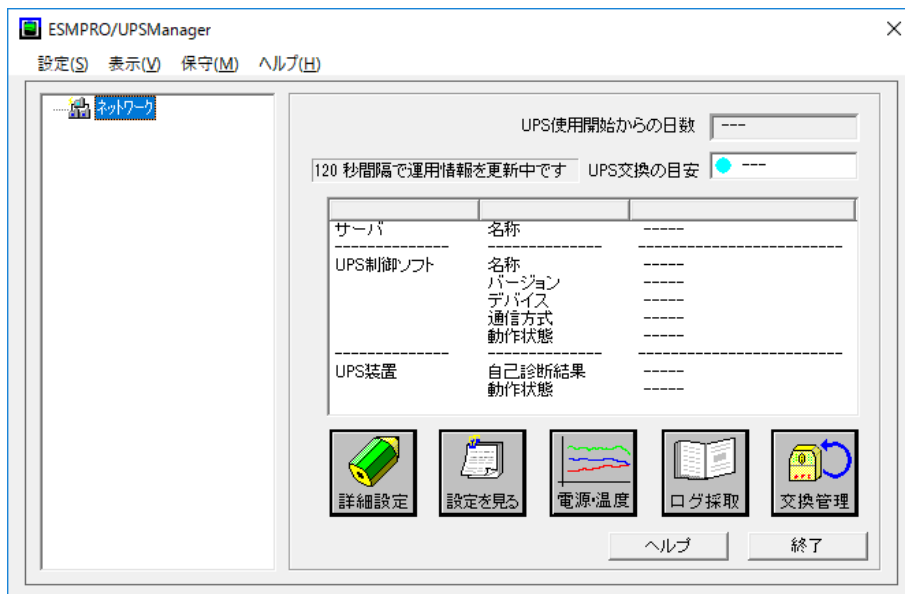 ESMPRO/UPSManager
設定(S) 表示(V) 保守(M) ヘルプ(H)
ネットワーク
UPS使用開始からの日数 ---
120 秒間隔で運用情報を更新中です UPS交換の目安 ---
サーバ 名称 -----
-------------- -------------- -------------------------
UPS制御ソフト 名称 -----
バージョン -----
デバイス -----
通信方式 -----
動作状態 -----
-------------- -------------- -------------------------
UPS装置 自己診断結果 -----
動作状態 -----
詳細設定 設定を見る 電源・温度 ログ採取 交換管理
ヘルプ 終了